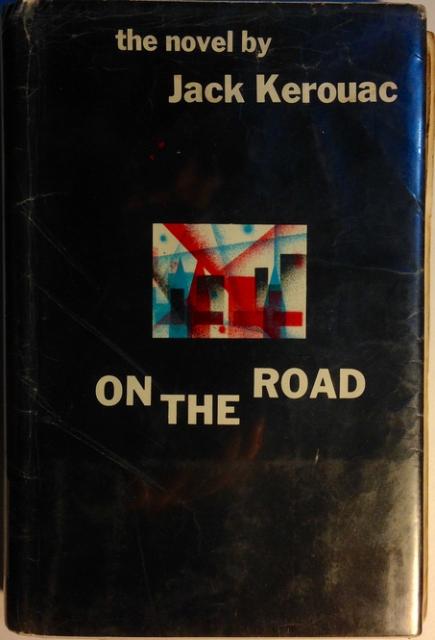 the novel by
Jack Kerouac
ON THE ROAD